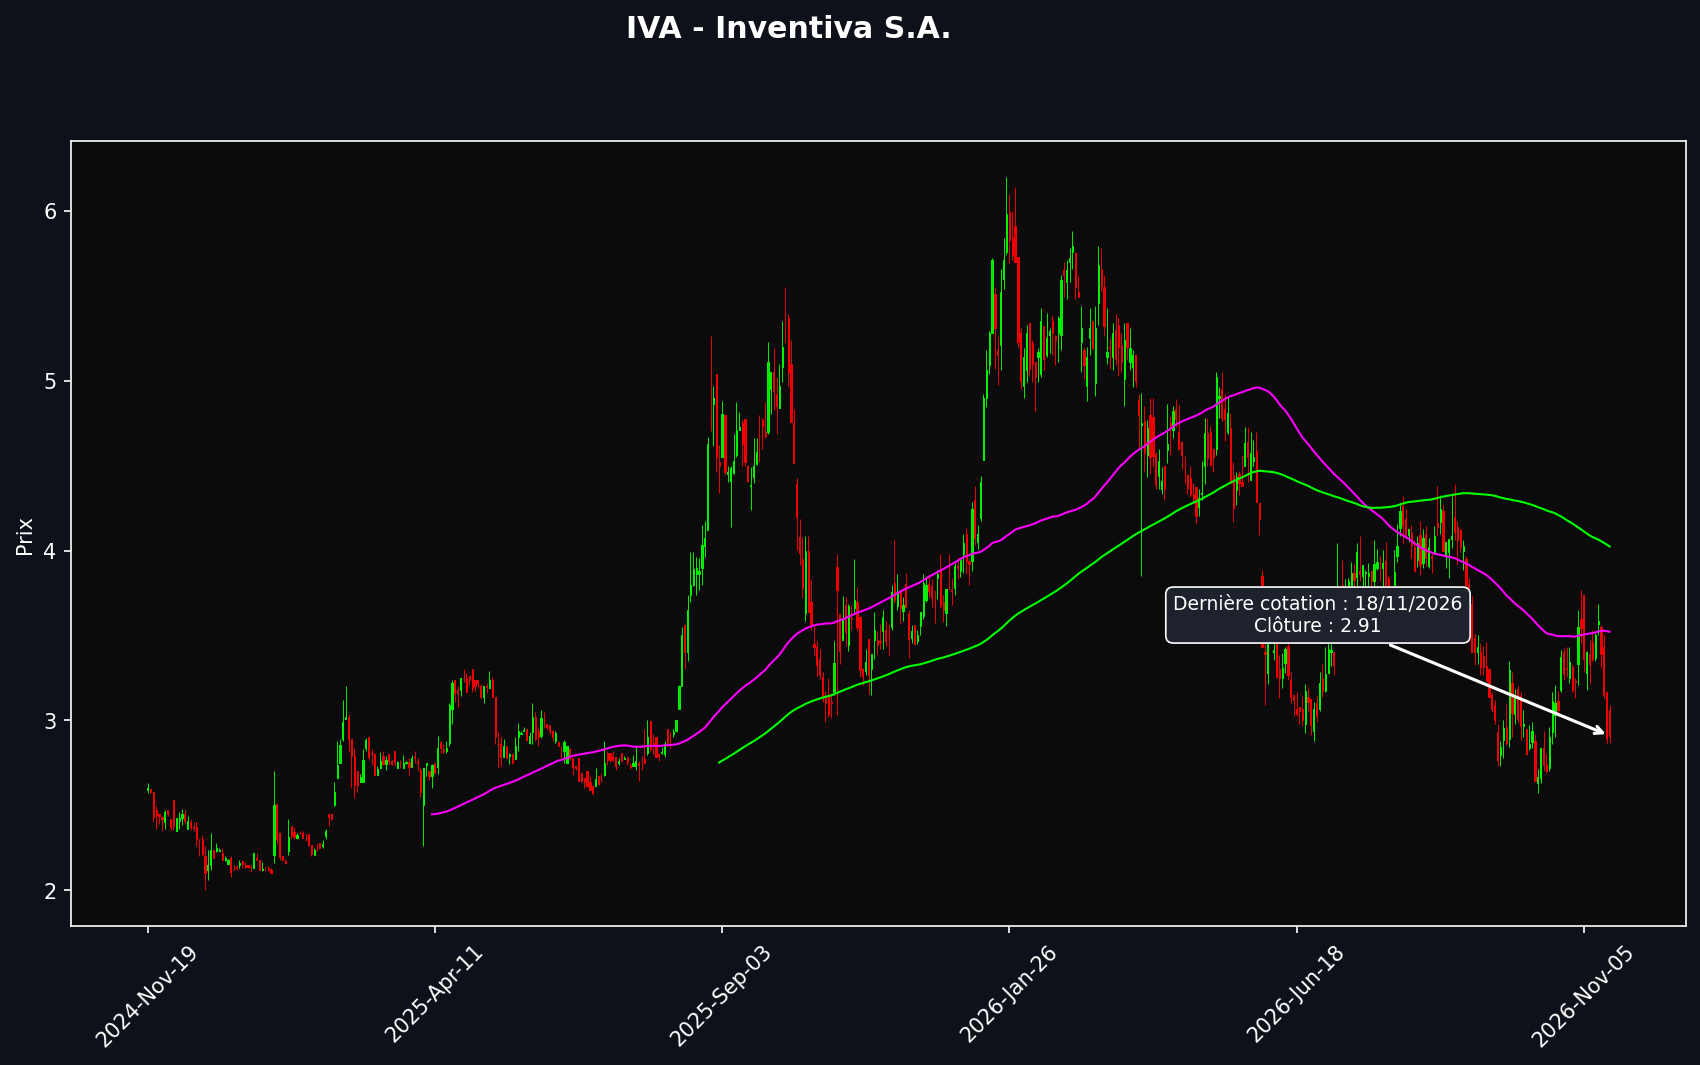 IVA - Inventiva S.A.
Prix
6
5
4
3
2
Dernière cotation : 18/11/2026
Clôture : 2.91
2024-Nov-19
2025-Apr-11
2025-Sep-03
2026-Jan-26
2026-Jun-18
2026-Nov-05